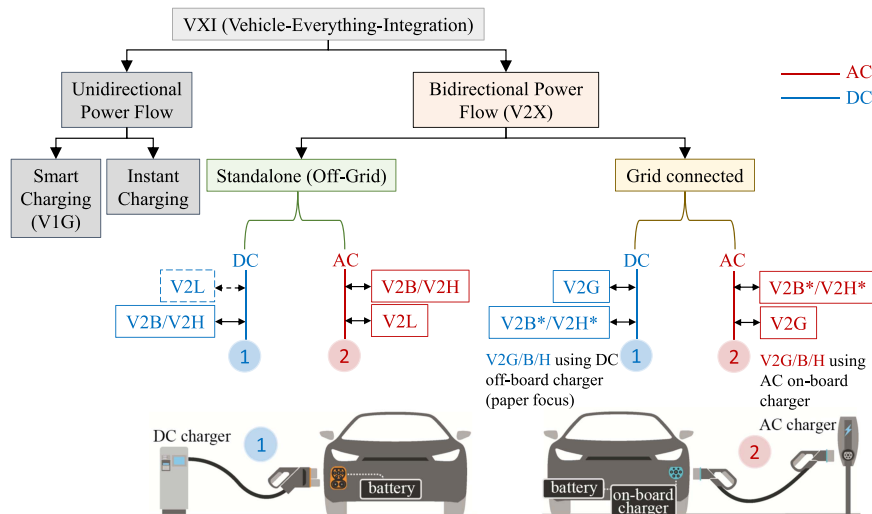 VXI (Vehicle-Everything-Integration)
AC
DC
Unidirectional
Power Flow
Bidirectional Power
Flow (V2X)
Smart
Charging
(V1G)
Instant
Charging
Standalone (Off-Grid)
Grid connected
DC
AC
DC
AC
V2L
V2B/V2H
V2B/V2H
V2L
V2G
V2B*/V2H*
V2B*/V2H*
V2G
1
2
1
2
V2G/B/H using DC
off-board charger
(paper focus)
V2G/B/H using
AC on-board
charger
DC charger
1
battery
AC charger
2
battery
on-board
charger